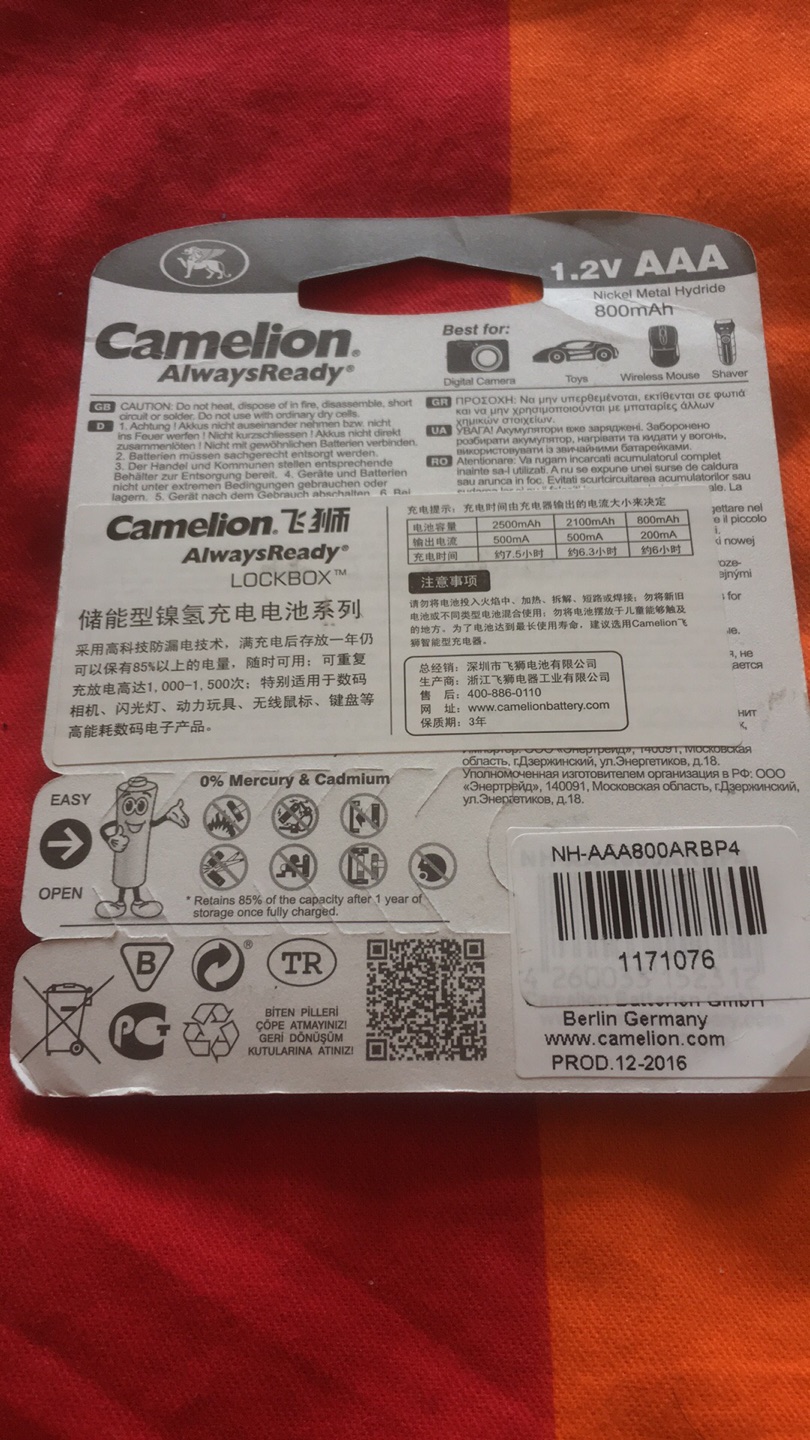 1.2V AAA
Nickel Metal Hydride
800mAh
Camelion®
AlwaysReady®
Best for:
Digital Camera
Toys
Wireless Mouse
Shaver
GB CAUTION: Do not heat, dispose of in fire, disassemble, short
circuit or solder. Do not use with ordinary dry cells.
D 1. Achtung ! Akkus nicht auseinander nehmen bzw. nicht
ins Feuer werfen ! Nicht kurzschliessen ! Akkus nicht direkt
zusammenlöten ! Nicht mit gewöhnlichen Batterien verwenden.
2. Batterien müssen sachgerecht entsorgt werden.
3. Der Handel und Kommunen stellen entsprechende
Behälter zur Entsorgung bereit. 4. Geräte und Batterien
nicht unter extremen Bedingungen gebrauchen oder
lagern. 5. Gerät nach dem Gebrauch abschalten. 6. Bei
GR ΠΡΟΣΟΧΗ: Να μην υπερθεμένοται, εκτίθενται σε φωτιά
και να μην χρησιμοποιούνται με μπαταρίες άλλων
χημικών στοιχείων.
UA УВАГА! Акумулятори вже заряджені. Заборонено
розбирати акумулятор, нагрівати та кидати у вогонь,
використовувати із звичайними батарейками.
RO Atentionare: Va rugam incarcati acumulatorul complet
inainte sa-l utilizati. A nu se expune unei surse de caldura
sau arunca in foc. Evitati scurtcircuitarea acumulatorilor sau
Camelion.飞狮
AlwaysReady®
LOCKBOX™
储能型镍氢充电电池系列
采用高科技防漏电技术，满充电后存放一年仍
可以保有85%以上的电量，随时可用；可重复
充放电高达1,000-1,500次；特别适用于数码
相机、闪光灯、动力玩具、无线鼠标、键盘等
高能耗数码电子产品。
充电提示：充电时间由充电器输出的电流大小来决定
电池容量 2500mAh 2100mAh 800mAh
输出电流 500mA 500mA 200mA
充电时间 约7.5小时 约6.3小时 约6小时
注意事项
请勿将电池投入火焰中、加热、拆解、短路或焊接；勿将新旧
电池或不同类型电池混合使用；勿将电池摆放于儿童能够触及
的地方。为了电池达到最长使用寿命，建议选用Camelion飞
狮智能型充电器。
总经销：深圳市飞狮电池有限公司
生产商：浙江飞狮电器工业有限公司
售 后：400-886-0110
网 址：www.camelionbattery.com
保质期：3年
область, г.Дзержинский, ул.Энергетиков, д.18.
Уполномоченная изготовителем организация в РФ: ООО
«Энертрейд», 140091, Московская область, г.Дзержинский,
ул.Энергетиков, д.18.
EASY
OPEN
0% Mercury & Cadmium
* Retains 85% of the capacity after 1 year of
storage once fully charged.
NH-AAA800ARBP4
1171076
B
®
TR
BİTEN PİLLERİ
ÇÖPE ATMAYINIZ!
GERİ DÖNÜŞÜM
KUTULARINA ATINIZ!
Berlin Germany
www.camelion.com
PROD.12-2016